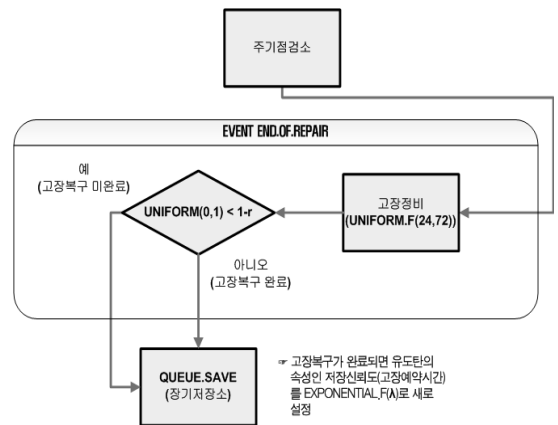 주기점검소
EVENT END.OF.REPAIR
예
(고장복구 미완료)
UNIFORM(0,1) < 1-r
고장정비
(UNIFORM.F(24,72))
아니오
(고장복구 완료)
QUEUE.SAVE
(장기저장소)
☞ 고장복구가 완료되면 유도탄의
속성인 저장신뢰도(고장예약시간)
를 EXPONENTIAL.F(λ)로 새로
설정